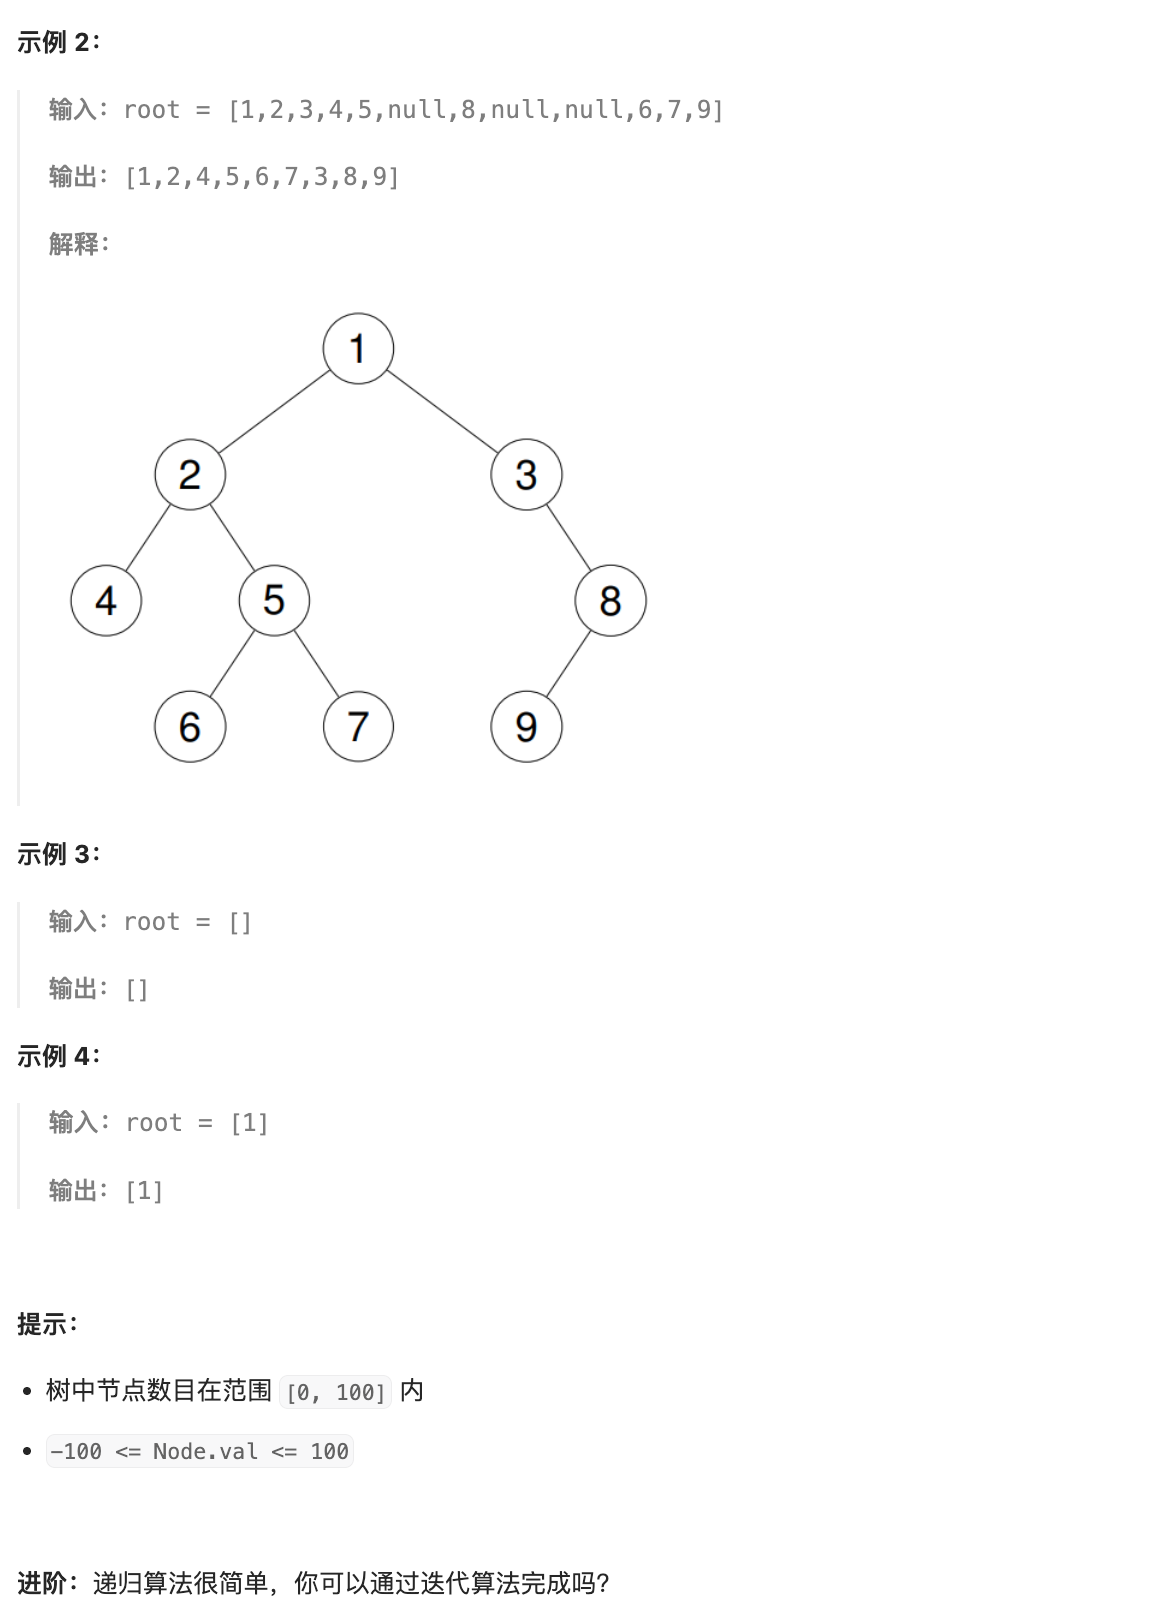 示例 2：
输入：root = [1,2,3,4,5,null,8,null,null,6,7,9]
输出：[1,2,4,5,6,7,3,8,9]
解释：
1
2
3
4
5
8
6
7
9
示例 3：
输入：root = []
输出：[]
示例 4：
输入：root = [1]
输出：[1]
提示：
• 树中节点数目在范围 [0, 100] 内
• -100 <= Node.val <= 100
进阶：递归算法很简单，你可以通过迭代算法完成吗？